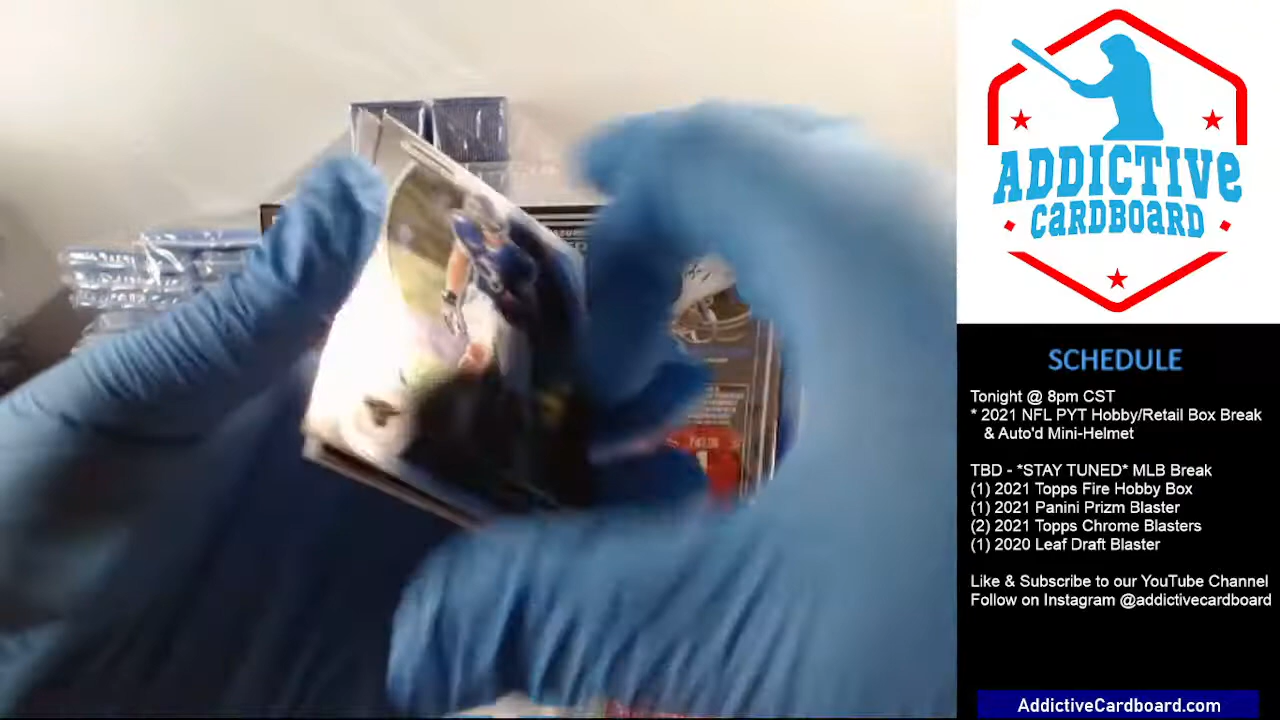 ADDICTIVE
CARDBOARD
SCHEDULE
Tonight @ 8pm CST
* 2021 NFL PYT Hobby/Retail Box Break
& Auto'd Mini-Helmet
TBD - *STAY TUNED* MLB Break
(1) 2021 Topps Fire Hobby Box
(1) 2021 Panini Prizm Blaster
(2) 2021 Topps Chrome Blasters
(1) 2020 Leaf Draft Blaster
Like & Subscribe to our YouTube Channel
Follow on Instagram @addictivecardboard
AddictiveCardboard.com